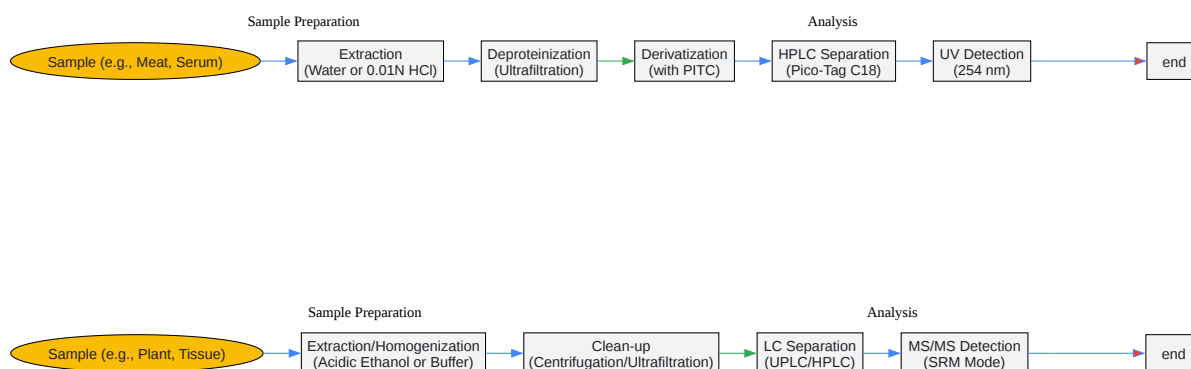 Sample Preparation
Analysis
Sample (e.g., Meat, Serum)
Extraction
(Water or 0.01N HCl)
Deproteinization
(Ultrafiltration)
Derivatization
(with PITC)
HPLC Separation
(Pico-Tag C18)
UV Detection
(254 nm)
end
Sample Preparation
Analysis
Sample (e.g., Plant, Tissue)
Extraction/Homogenization
(Acidic Ethanol or Buffer)
Clean-up
(Centrifugation/Ultrafiltration)
LC Separation
(UPLC/HPLC)
MS/MS Detection
(SRM Mode)
end